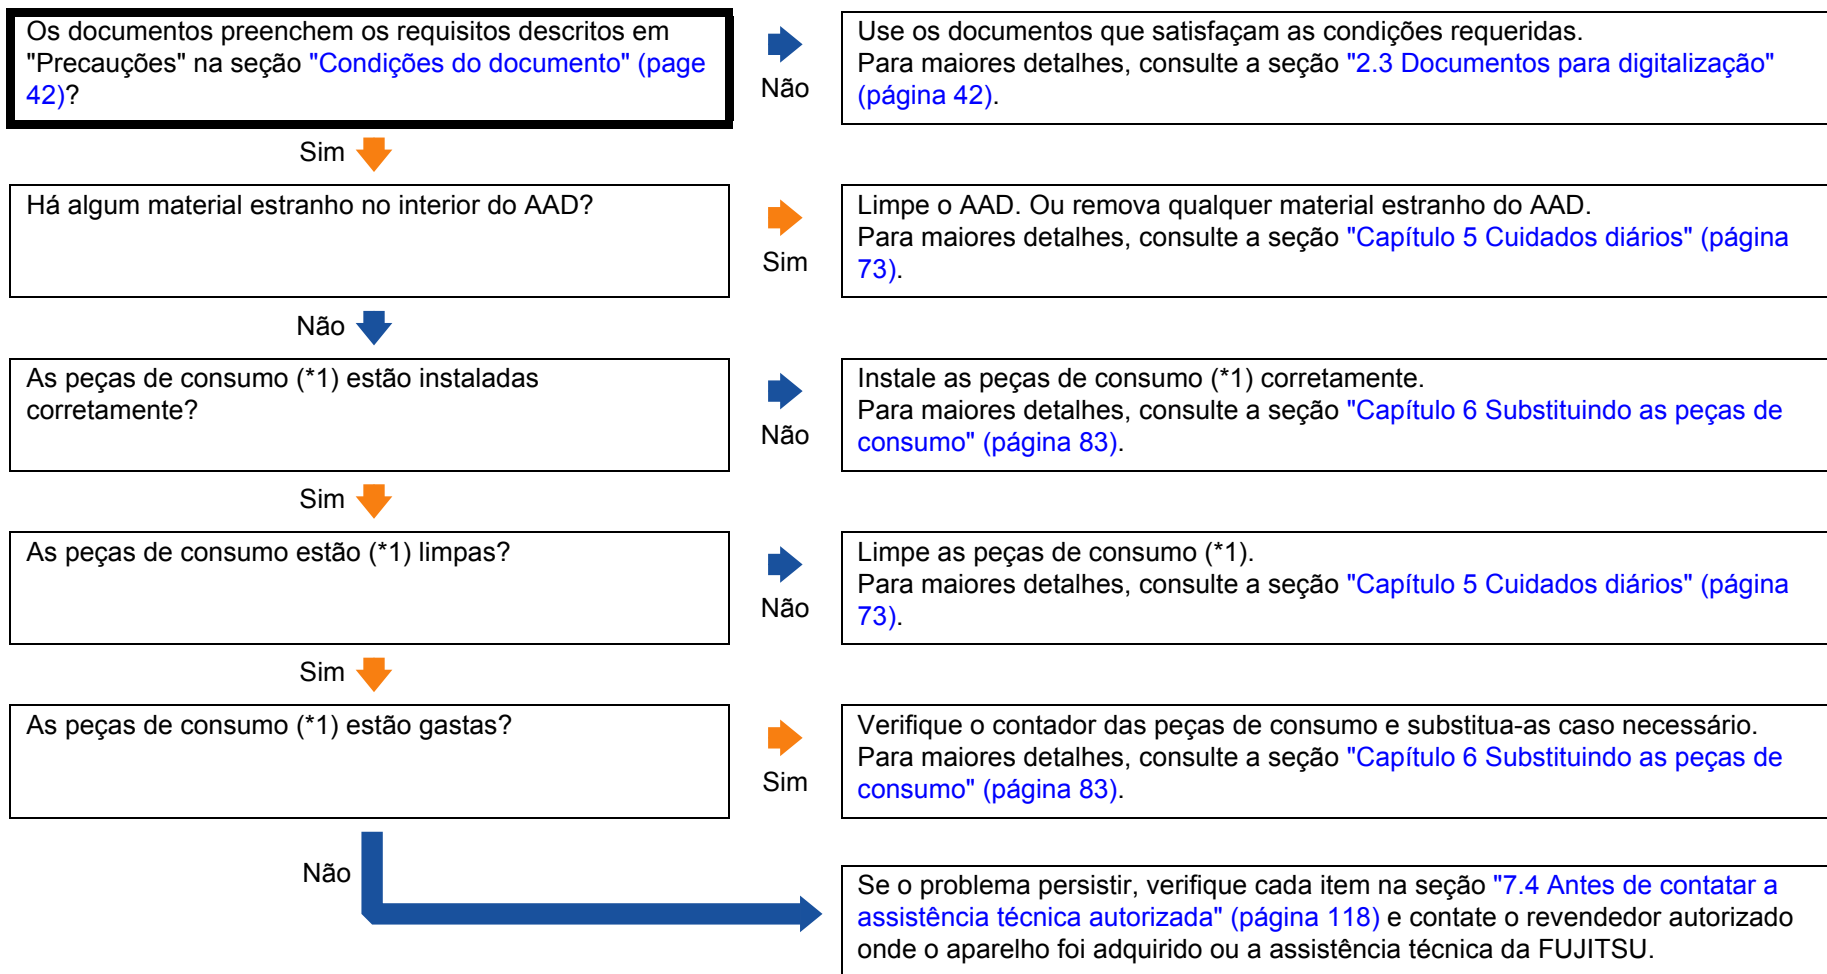 Os documentos preenchem os requisitos descritos em
"Precauções" na seção "Condições do documento" (page
42)?
Não
Use os documentos que satisfaçam as condições requeridas.
Para maiores detalhes, consulte a seção "2.3 Documentos para digitalização"
(página 42).
Sim
Há algum material estranho no interior do AAD?
Sim
Limpe o AAD. Ou remova qualquer material estranho do AAD.
Para maiores detalhes, consulte a seção "Capítulo 5 Cuidados diários" (página
73).
Não
As peças de consumo (*1) estão instaladas
corretamente?
Não
Instale as peças de consumo (*1) corretamente.
Para maiores detalhes, consulte a seção "Capítulo 6 Substituindo as peças de
consumo" (página 83).
Sim
As peças de consumo estão (*1) limpas?
Não
Limpe as peças de consumo (*1).
Para maiores detalhes, consulte a seção "Capítulo 5 Cuidados diários" (página
73).
Sim
As peças de consumo (*1) estão gastas?
Sim
Verifique o contador das peças de consumo e substitua-as caso necessário.
Para maiores detalhes, consulte a seção "Capítulo 6 Substituindo as peças de
consumo" (página 83).
Não
Se o problema persistir, verifique cada item na seção "7.4 Antes de contatar a
assistência técnica autorizada" (página 118) e contate o revendedor autorizado
onde o aparelho foi adquirido ou a assistência técnica da FUJITSU.